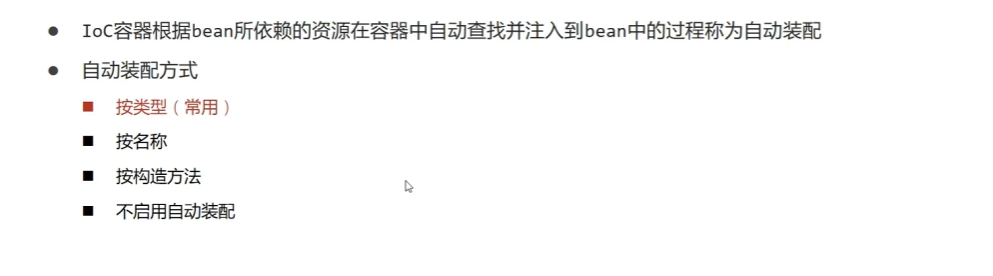 IoC容器根据bean所依赖的资源在容器中自动查找并注入到bean中的过程称为自动装配
自动装配方式
按类型（常用）
按名称
按构造方法
不启用自动装配